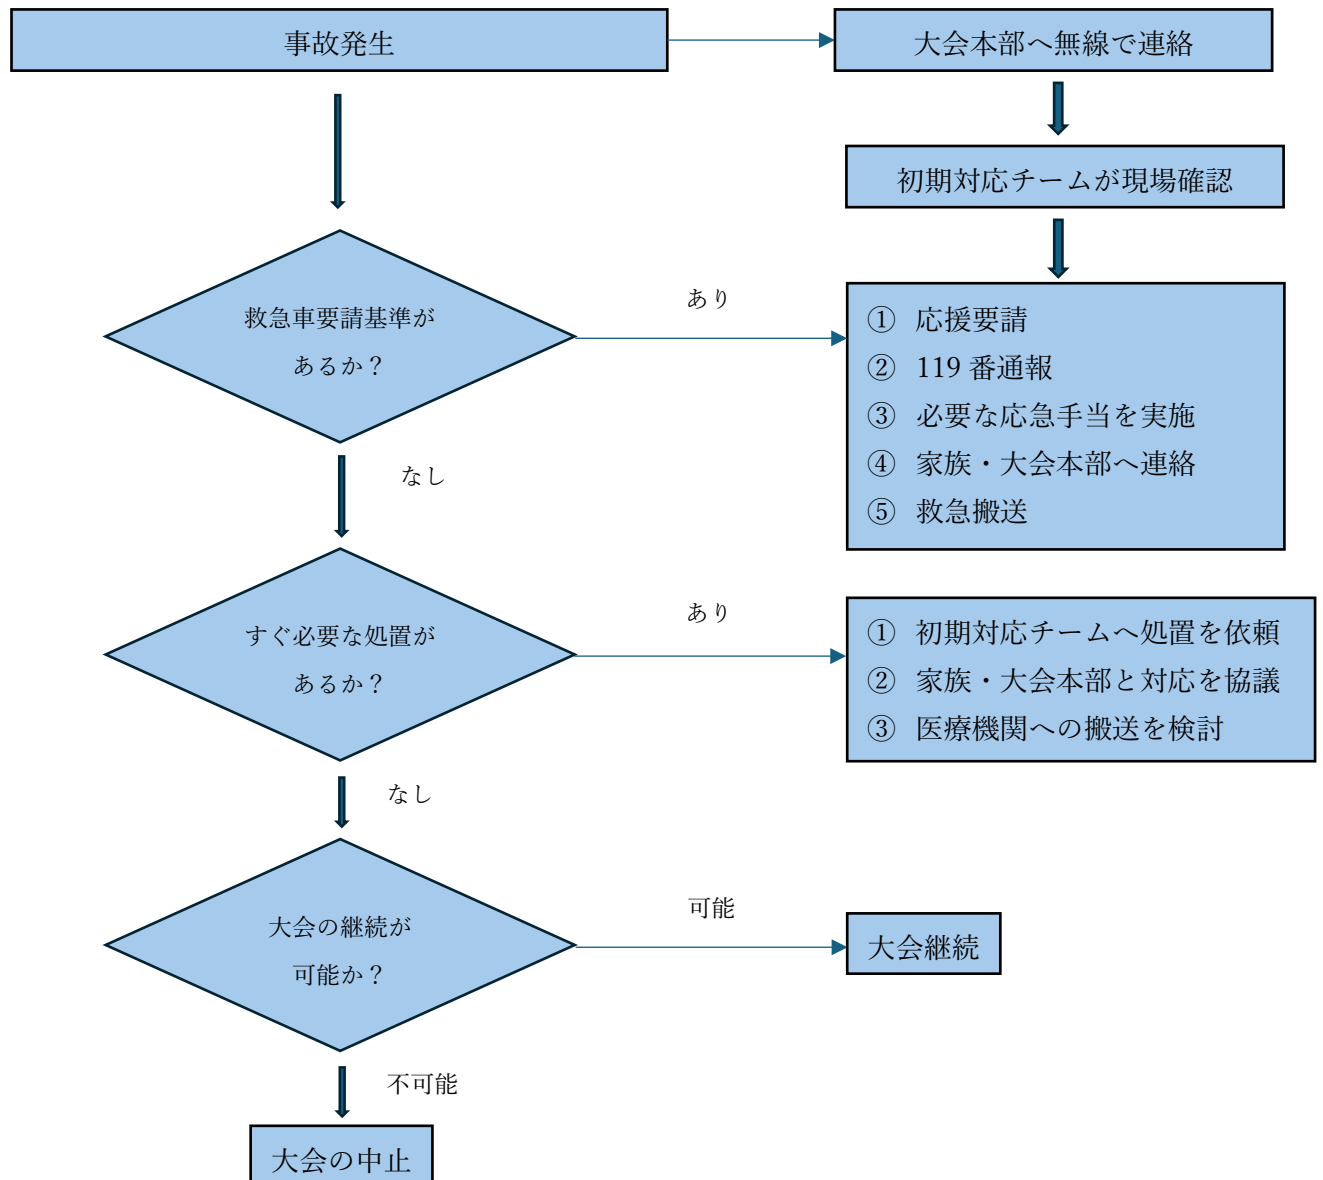 事故発生
大会本部へ無線で連絡
初期対応チームが現場確認
救急車要請基準が
あるか？
あり
① 応援要請
② 119 番通報
③ 必要な応急手当を実施
④ 家族・大会本部へ連絡
⑤ 救急搬送
なし
すぐ必要な処置が
あるか？
あり
① 初期対応チームへ処置を依頼
② 家族・大会本部と対応を協議
③ 医療機関への搬送を検討
なし
大会の継続が
可能か？
可能
大会継続
不可能
大会の中止